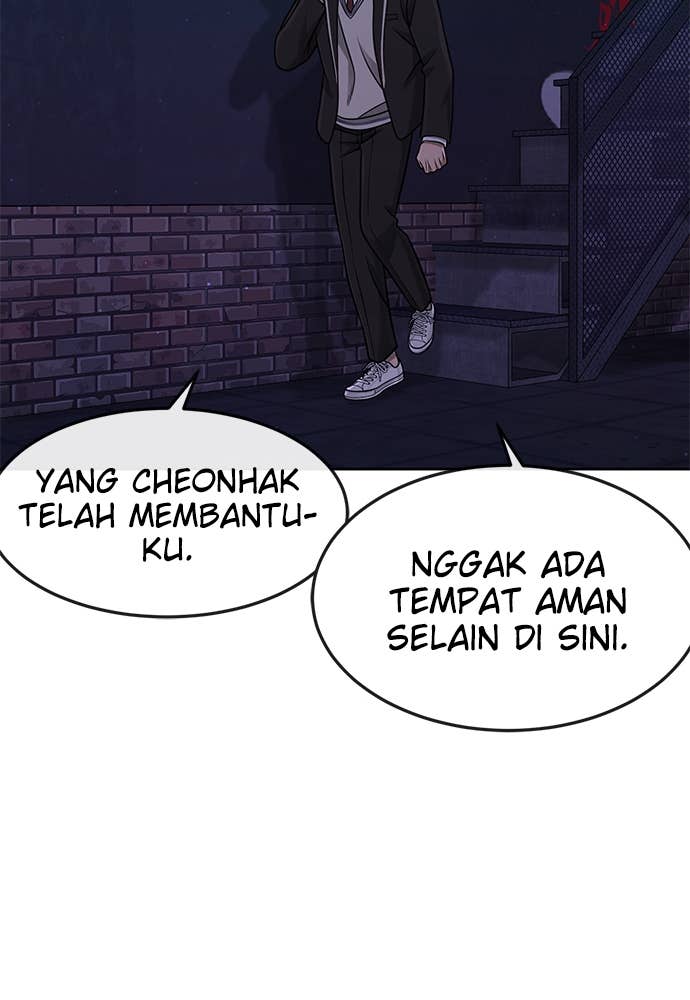 YANG CHEONHAK
TELAH MEMBANTU-
KU.
NGGAK ADA
TEMPAT AMAN
SELAIN DI SINI.